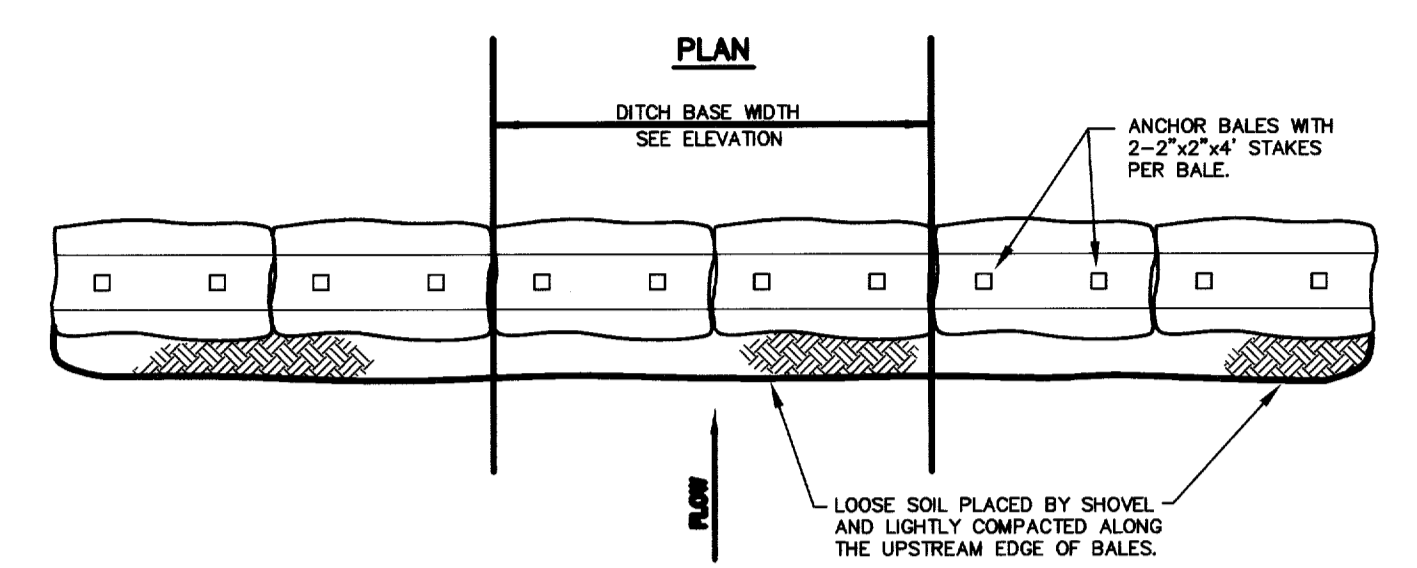 PLAN
DITCH BASE WIDTH
SEE ELEVATION
ANCHOR BALES WITH
2-2"x2"x4' STAKES
PER BALE.
FLOW
LOOSE SOIL PLACED BY SHOVEL
AND LIGHTLY COMPACTED ALONG
THE UPSTREAM EDGE OF BALES.